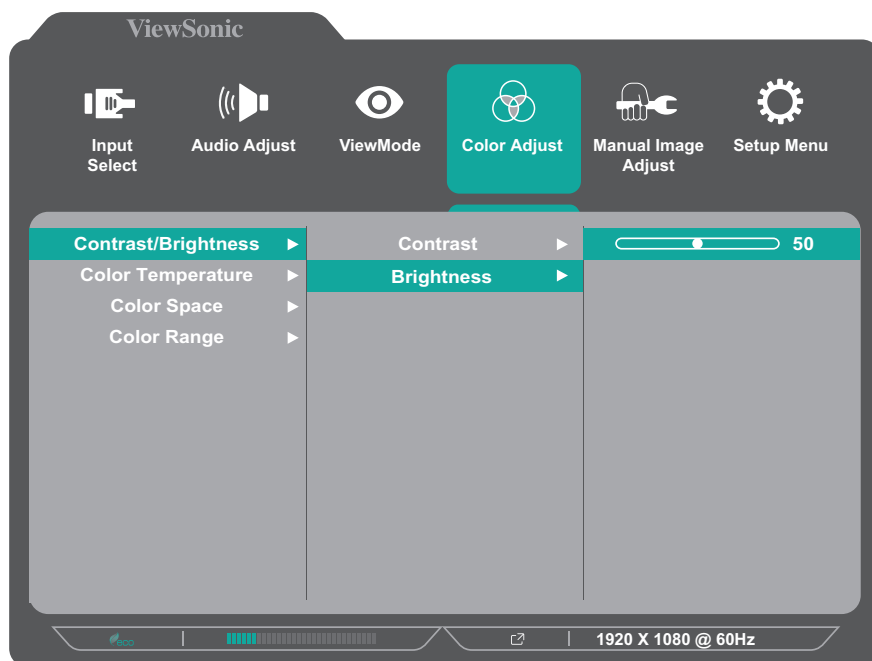 ViewSonic
Input
Select
Audio Adjust
ViewMode
Color Adjust
Manual Image
Adjust
Setup Menu
Contrast/Brightness
Contrast
50
Color Temperature
Brightness
Color Space
Color Range
eco
1920 X 1080 @ 60Hz